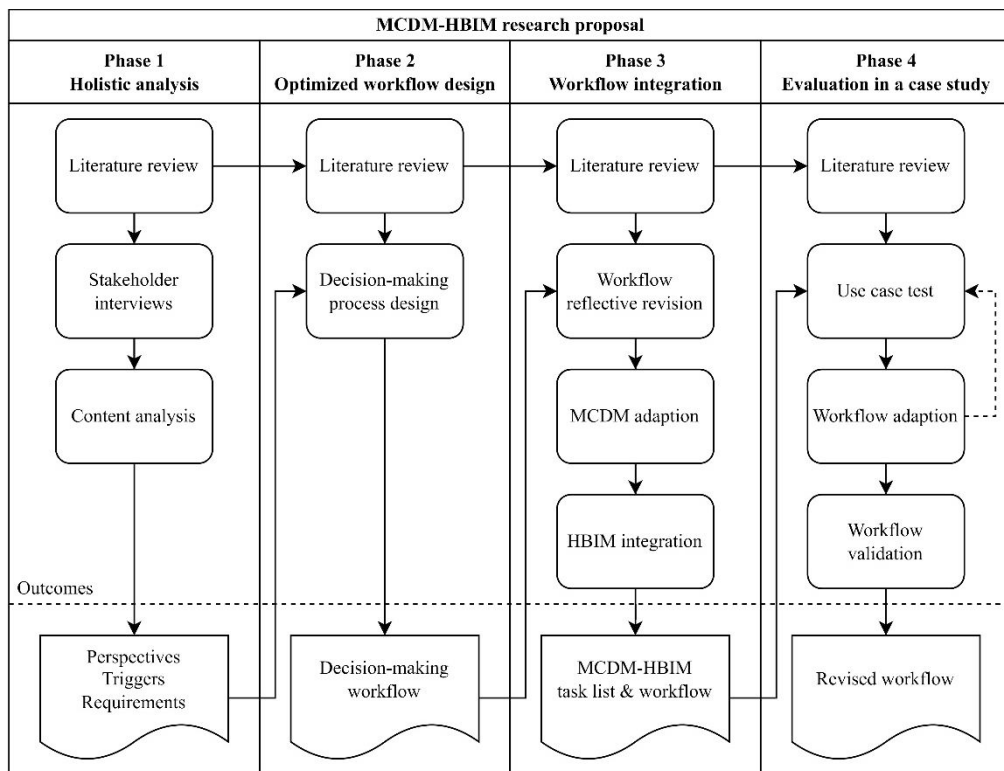 MCDM-HBIM research proposal
Phase 1
Holistic analysis
Phase 2
Optimized workflow design
Phase 3
Workflow integration
Phase 4
Evaluation in a case study
Literature review
Literature review
Literature review
Literature review
Stakeholder
interviews
Decision-making
process design
Workflow
reflective revision
Use case test
Content analysis
MCDM adaption
Workflow adaption
HBIM integration
Workflow
validation
Outcomes
Perspectives
Triggers
Requirements
Decision-making
workflow
MCDM-HBIM
task list & workflow
Revised workflow